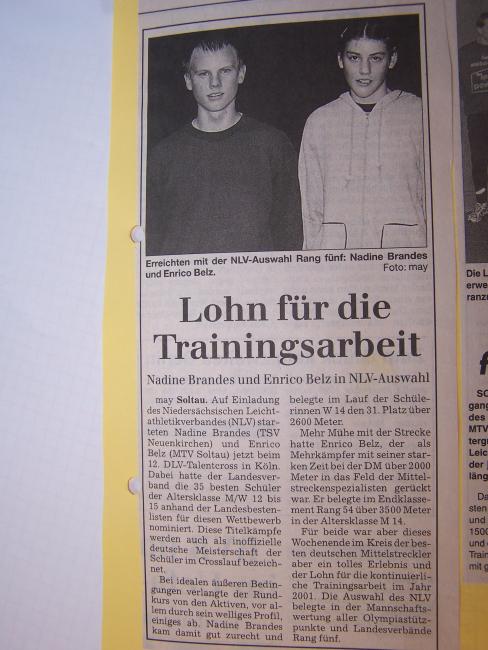 Erreichten mit der NLV-Auswahl Rang fünf: Nadine Brandes
und Enrico Belz.
Foto: may
Lohn für die
Trainingsarbeit
Nadine Brandes und Enrico Belz in NLV-Auswahl
may Soltau. Auf Einladung
des Niedersächsischen Leicht-
athletikverbandes (NLV) star-
teten Nadine Brandes (TSV
Neuenkirchen) und Enrico
Belz (MTV Soltau) jetzt beim
12. DLV-Talentcross in Köln.
Dabei hatte der Landesver-
band die 35 besten Schüler
der Altersklasse M/W 12 bis
15 anhand der Landesbesten-
listen für diesen Wettbewerb
nominiert. Diese Titelkämpfe
werden auch als inoffizielle
deutsche Meisterschaft der
Schüler im Crosslauf bezeich-
net.
Bei idealen äußeren Bedin-
gungen verlangte der Rund-
kurs von den Aktiven, vor al-
lem durch sein welliges Profil,
einiges ab. Nadine Brandes
kam damit gut zurecht und
belegte im Lauf der Schüle-
rinnen W 14 den 31. Platz über
2600 Meter.
Mehr Mühe mit der Strecke
hatte Enrico Belz, der als
Mehrkämpfer mit seiner star-
ken Zeit bei der DM über 2000
Meter in das Feld der Mittel-
streckenspezialisten gerückt
war. Er belegte im Endklasse-
ment Rang 54 über 3500 Meter
in der Altersklasse M 14.
Für beide war aber dieses
Wochenende im Kreis der bes-
ten deutschen Mittelstreckler
aber ein tolles Erlebnis und
der Lohn für die kontinuierli-
che Trainingsarbeit im Jahr
2001. Die Auswahl des NLV
belegte in der Mannschafts-
wertung aller Olympiastütz-
punkte und Landesverbände
Rang fünf.
Die L
erwe
ranz